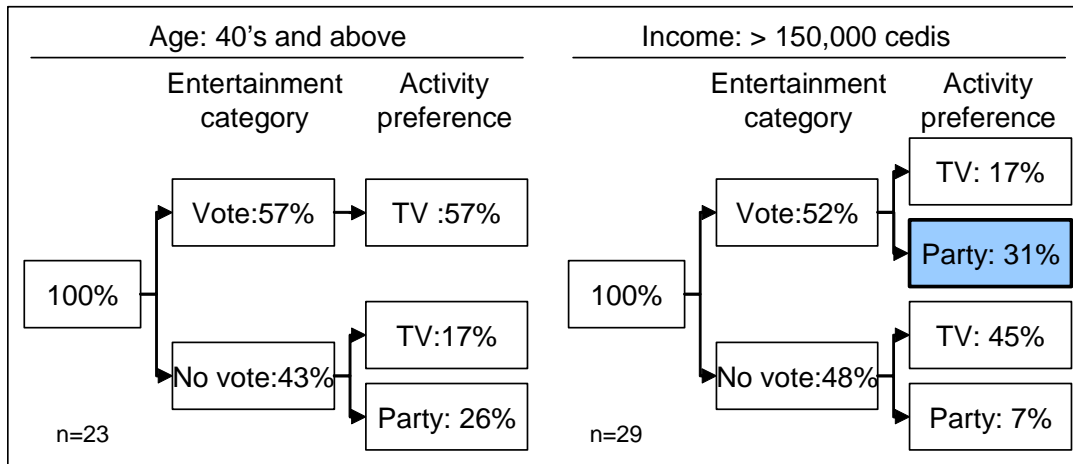 Age: 40's and above
Entertainment category
Activity preference
Vote:57%
TV :57%
100%
No vote:43%
TV:17%
Party: 26%
n=23
Income: > 150,000 cedis
Entertainment category
Activity preference
TV: 17%
Vote:52%
Party: 31%
100%
TV: 45%
No vote:48%
Party: 7%
n=29